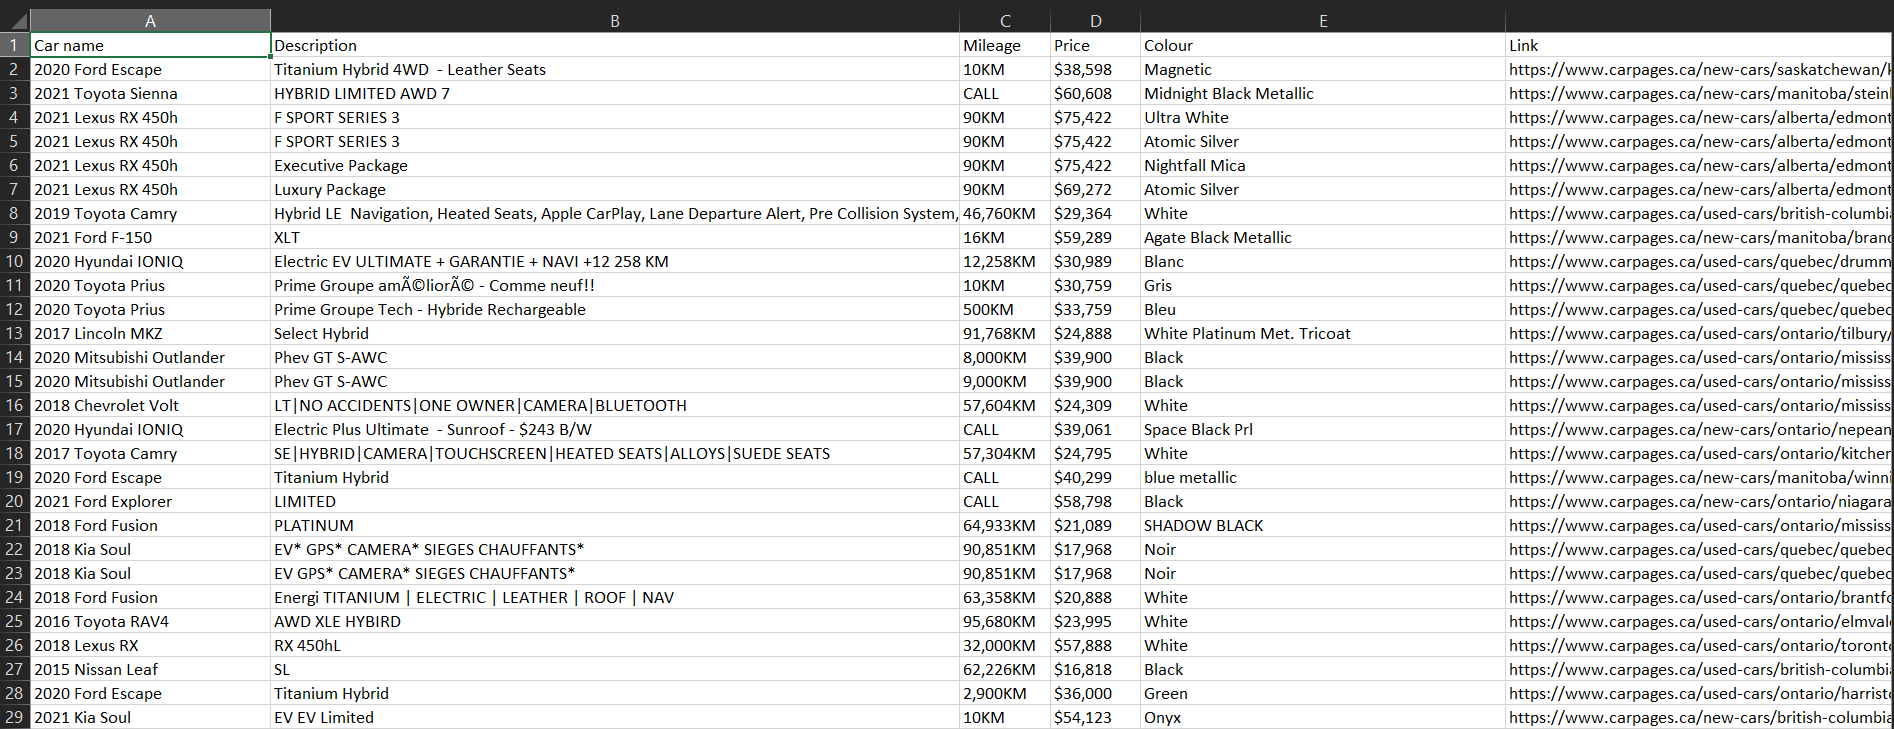 A B C D E
1 Car name Description Mileage Price Colour Link
2 2020 Ford Escape Titanium Hybrid 4WD  - Leather Seats 10KM $38,598 Magnetic https://www.carpages.ca/new-cars/saskatchewan/
3 2021 Toyota Sienna HYBRID LIMITED AWD 7 CALL $60,608 Midnight Black Metallic https://www.carpages.ca/new-cars/manitoba/stein
4 2021 Lexus RX 450h F SPORT SERIES 3 90KM $75,422 Ultra White https://www.carpages.ca/new-cars/alberta/edmont
5 2021 Lexus RX 450h F SPORT SERIES 3 90KM $75,422 Atomic Silver https://www.carpages.ca/new-cars/alberta/edmont
6 2021 Lexus RX 450h Executive Package 90KM $75,422 Nightfall Mica https://www.carpages.ca/new-cars/alberta/edmont
7 2021 Lexus RX 450h Luxury Package 90KM $69,272 Atomic Silver https://www.carpages.ca/new-cars/alberta/edmont
8 2019 Toyota Camry Hybrid LE  Navigation, Heated Seats, Apple CarPlay, Lane Departure Alert, Pre Collision System, 46,760KM $29,364 White https://www.carpages.ca/used-cars/british-columbia
9 2021 Ford F-150 XLT 16KM $59,289 Agate Black Metallic https://www.carpages.ca/new-cars/manitoba/bran
10 2020 Hyundai IONIQ Electric EV ULTIMATE + GARANTIE + NAVI +12 258 KM 12,258KM $30,989 Blanc https://www.carpages.ca/used-cars/quebec/drumm
11 2020 Toyota Prius Prime Groupe amÃ©liorÃ© - Comme neuf!! 10KM $30,759 Gris https://www.carpages.ca/used-cars/quebec/quebec
12 2020 Toyota Prius Prime Groupe Tech - Hybride Rechargeable 500KM $33,759 Bleu https://www.carpages.ca/used-cars/quebec/quebec
13 2017 Lincoln MKZ Select Hybrid 91,768KM $24,888 White Platinum Met. Tricoat https://www.carpages.ca/used-cars/ontario/tilbury/
14 2020 Mitsubishi Outlander Phev GT S-AWC 8,000KM $39,900 Black https://www.carpages.ca/used-cars/ontario/mississ
15 2020 Mitsubishi Outlander Phev GT S-AWC 9,000KM $39,900 Black https://www.carpages.ca/used-cars/ontario/mississ
16 2018 Chevrolet Volt LT|NO ACCIDENTS|ONE OWNER|CAMERA|BLUETOOTH 57,604KM $24,309 White https://www.carpages.ca/used-cars/ontario/mississ
17 2020 Hyundai IONIQ Electric Plus Ultimate  - Sunroof - $243 B/W CALL $39,061 Space Black Prl https://www.carpages.ca/new-cars/ontario/nepean
18 2017 Toyota Camry SE|HYBRID|CAMERA|TOUCHSCREEN|HEATED SEATS|ALLOYS|SUEDE SEATS 57,304KM $24,795 White https://www.carpages.ca/used-cars/ontario/kitchen
19 2020 Ford Escape Titanium Hybrid CALL $40,299 blue metallic https://www.carpages.ca/new-cars/manitoba/winni
20 2021 Ford Explorer LIMITED CALL $58,798 Black https://www.carpages.ca/new-cars/ontario/niagara
21 2018 Ford Fusion PLATINUM 64,933KM $21,089 SHADOW BLACK https://www.carpages.ca/used-cars/ontario/mississ
22 2018 Kia Soul EV* GPS* CAMERA* SIEGES CHAUFFANTS* 90,851KM $17,968 Noir https://www.carpages.ca/used-cars/quebec/quebec
23 2018 Kia Soul EV GPS* CAMERA* SIEGES CHAUFFANTS* 90,851KM $17,968 Noir https://www.carpages.ca/used-cars/quebec/quebec
24 2018 Ford Fusion Energi TITANIUM | ELECTRIC | LEATHER | ROOF | NAV 63,358KM $20,888 White https://www.carpages.ca/used-cars/ontario/brantfo
25 2016 Toyota RAV4 AWD XLE HYBIRD 95,680KM $23,995 White https://www.carpages.ca/used-cars/ontario/elmval
26 2018 Lexus RX RX 450hL 32,000KM $57,888 White https://www.carpages.ca/used-cars/ontario/toront
27 2015 Nissan Leaf SL 62,226KM $16,818 Black https://www.carpages.ca/used-cars/british-columbia
28 2020 Ford Escape Titanium Hybrid 2,900KM $36,000 Green https://www.carpages.ca/used-cars/ontario/harrist
29 2021 Kia Soul EV EV Limited 10KM $54,123 Onyx https://www.carpages.ca/new-cars/british-columbia